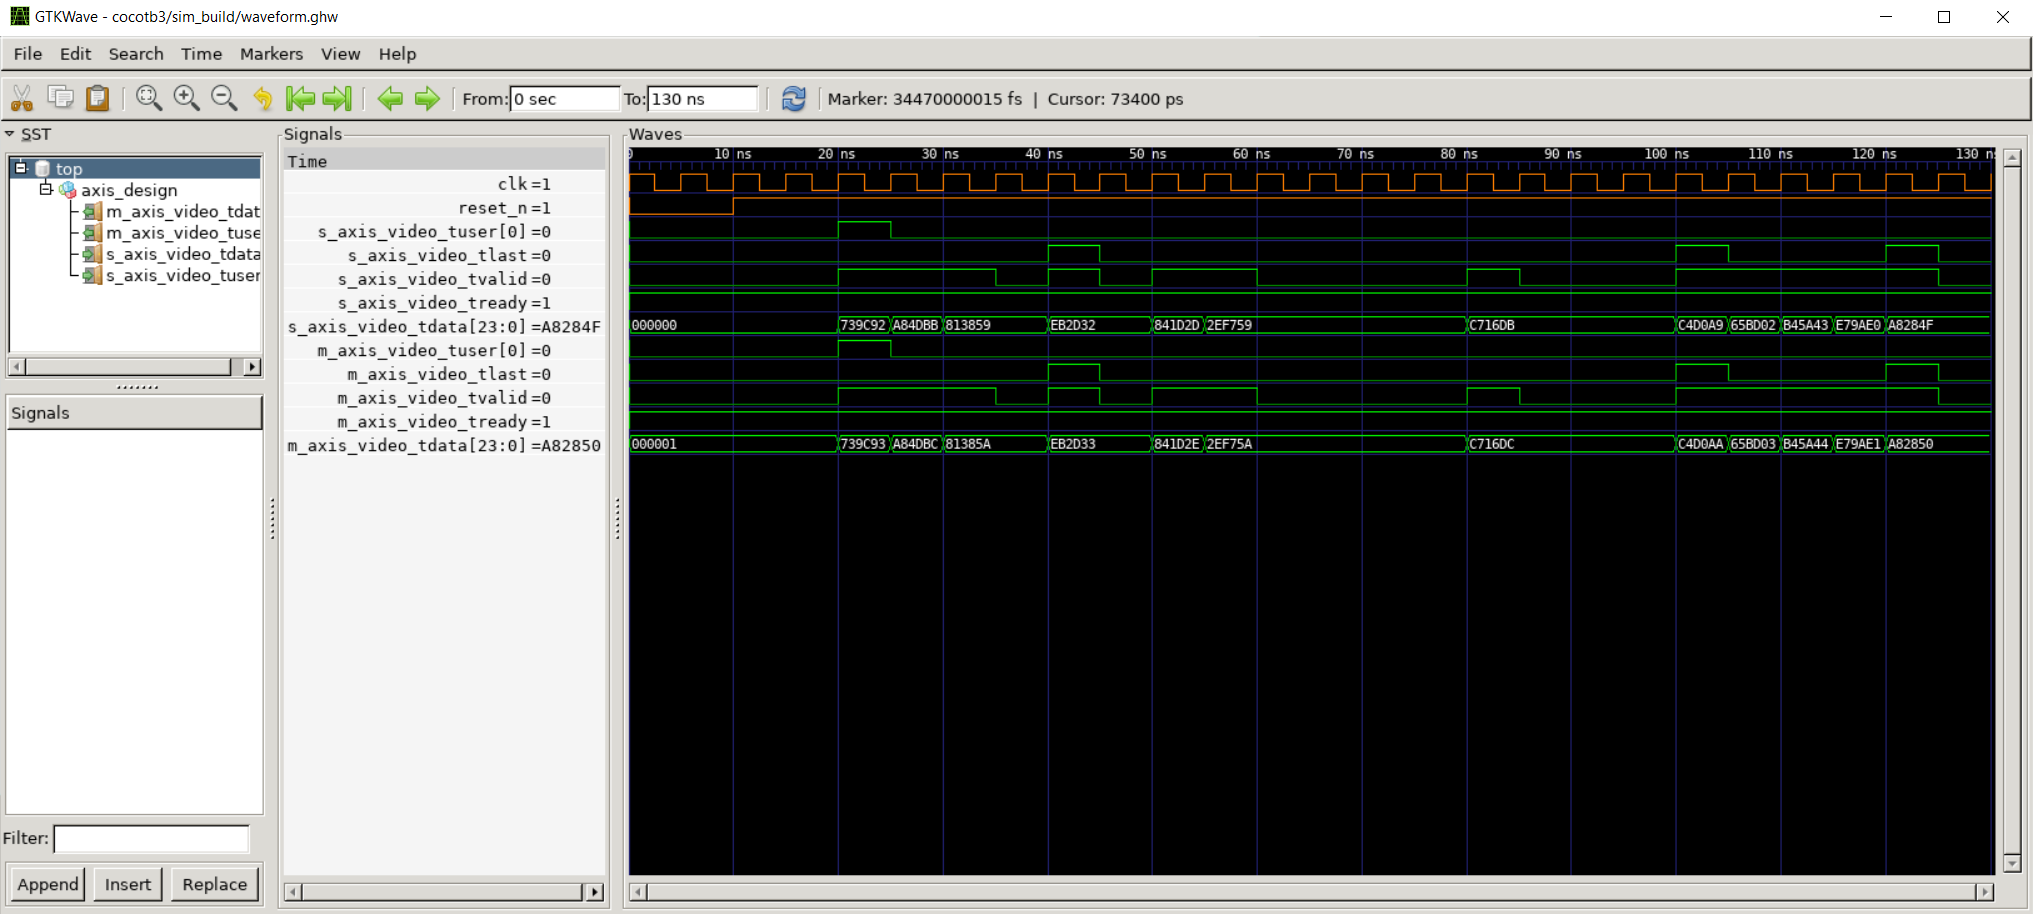 GTKWave - cocotb3/sim_build/waveform.ghw
File Edit Search Time Markers View Help
From: 0 sec To: 130 ns Marker: 34470000015 fs | Cursor: 73400 ps
SST
top
axis_design
m_axis_video_tdat
m_axis_video_tuse
s_axis_video_tdata
s_axis_video_tuser
Signals
Filter:
Append Insert Replace
Signals
Time
clk =1
reset_n =1
s_axis_video_tuser[0] =0
s_axis_video_tlast =0
s_axis_video_tvalid =0
s_axis_video_tready =1
s_axis_video_tdata[23:0] =A8284F
m_axis_video_tuser[0] =0
m_axis_video_tlast =0
m_axis_video_tvalid =0
m_axis_video_tready =1
m_axis_video_tdata[23:0] =A82850
Waves
0 10 ns 20 ns 30 ns 40 ns 50 ns 60 ns 70 ns 80 ns 90 ns 100 ns 110 ns 120 ns 130 n
000000 739C92 A84DBB 813859 EB2D32 841D2D 2EF759 C716DB C4D0A9 65BD02 B45A43 E79AE0 A8284F
000001 739C93 A84DBC 81385A EB2D33 841D2E 2EF75A C716DC C4D0AA 65BD03 B45A44 E79AE1 A82850